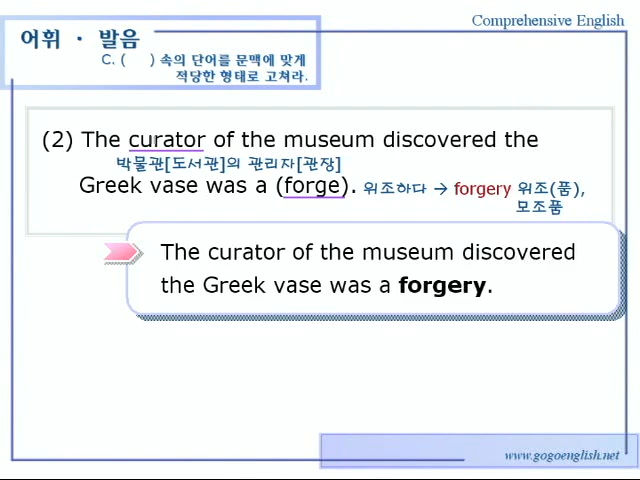 Comprehensive English
어휘 · 발음
C. ( ) 속의 단어를 문맥에 맞게
적당한 형태로 고쳐라.
(2) The curator of the museum discovered the
박물관[도서관]의 관리자[관장]
Greek vase was a (forge). 위조하다 → forgery 위조(품),
모조품
The curator of the museum discovered
the Greek vase was a forgery.
www.gogoenglish.net